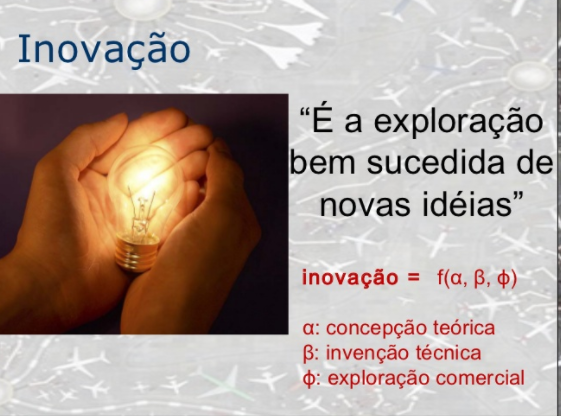 Inovação
“É a exploração
bem sucedida de
novas idéias”
inovação = f(α, β, ϕ)
α: concepção teórica
β: invenção técnica
ϕ: exploração comercial